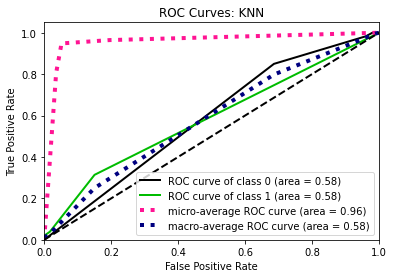 ROC Curves: KNN
True Positive Rate
1.0
0.8
0.6
0.4
0.2
0.0
ROC curve of class 0 (area = 0.58)
ROC curve of class 1 (area = 0.58)
micro-average ROC curve (area = 0.96)
macro-average ROC curve (area = 0.58)
0.0 0.2 0.4 0.6 0.8 1.0
False Positive Rate